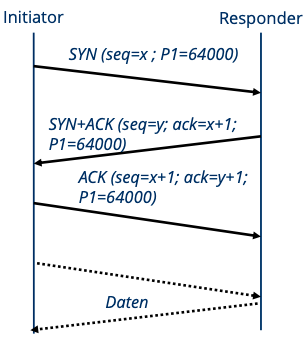 Initiator
Responder
SYN (seq=x ; P1=64000)
SYN+ACK (seq=y; ack=x+1;
P1=64000)
ACK (seq=x+1; ack=y+1;
P1=64000)
Daten